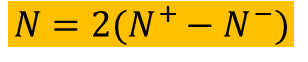 N = 2(N⁺ − N⁻)